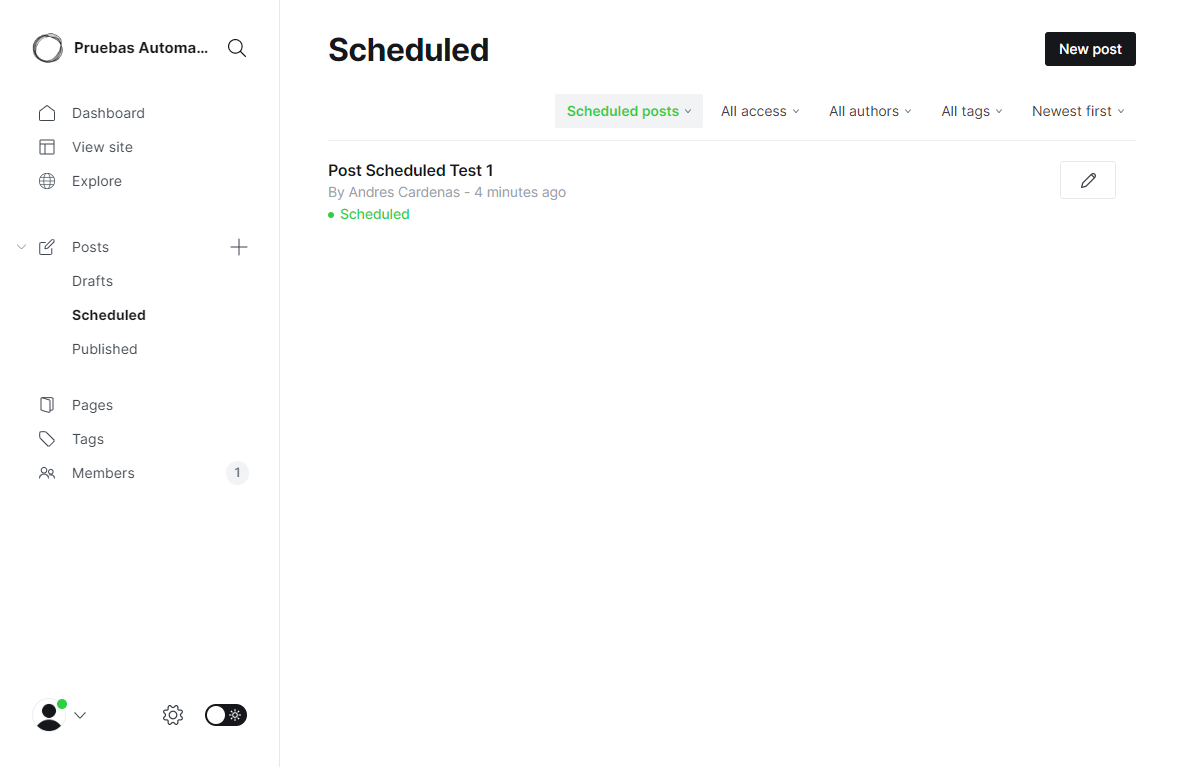 Pruebas Automa...
Dashboard
View site
Explore
Posts
Drafts
Scheduled
Published
Pages
Tags
Members
1
Scheduled
New post
Scheduled posts
All access
All authors
All tags
Newest first
Post Scheduled Test 1
By Andres Cardenas - 4 minutes ago
Scheduled